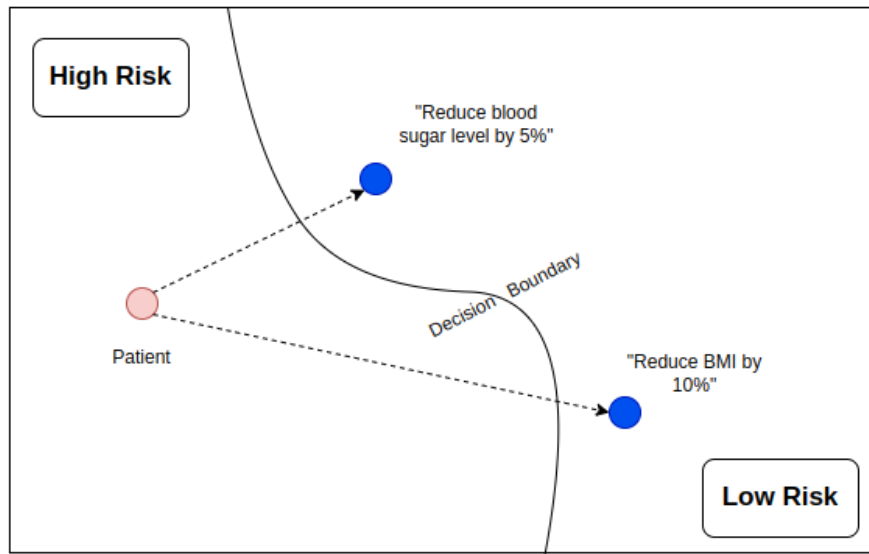 High Risk
"Reduce blood
sugar level by 5%"
Decision Boundary
Patient
"Reduce BMI by
10%"
Low Risk